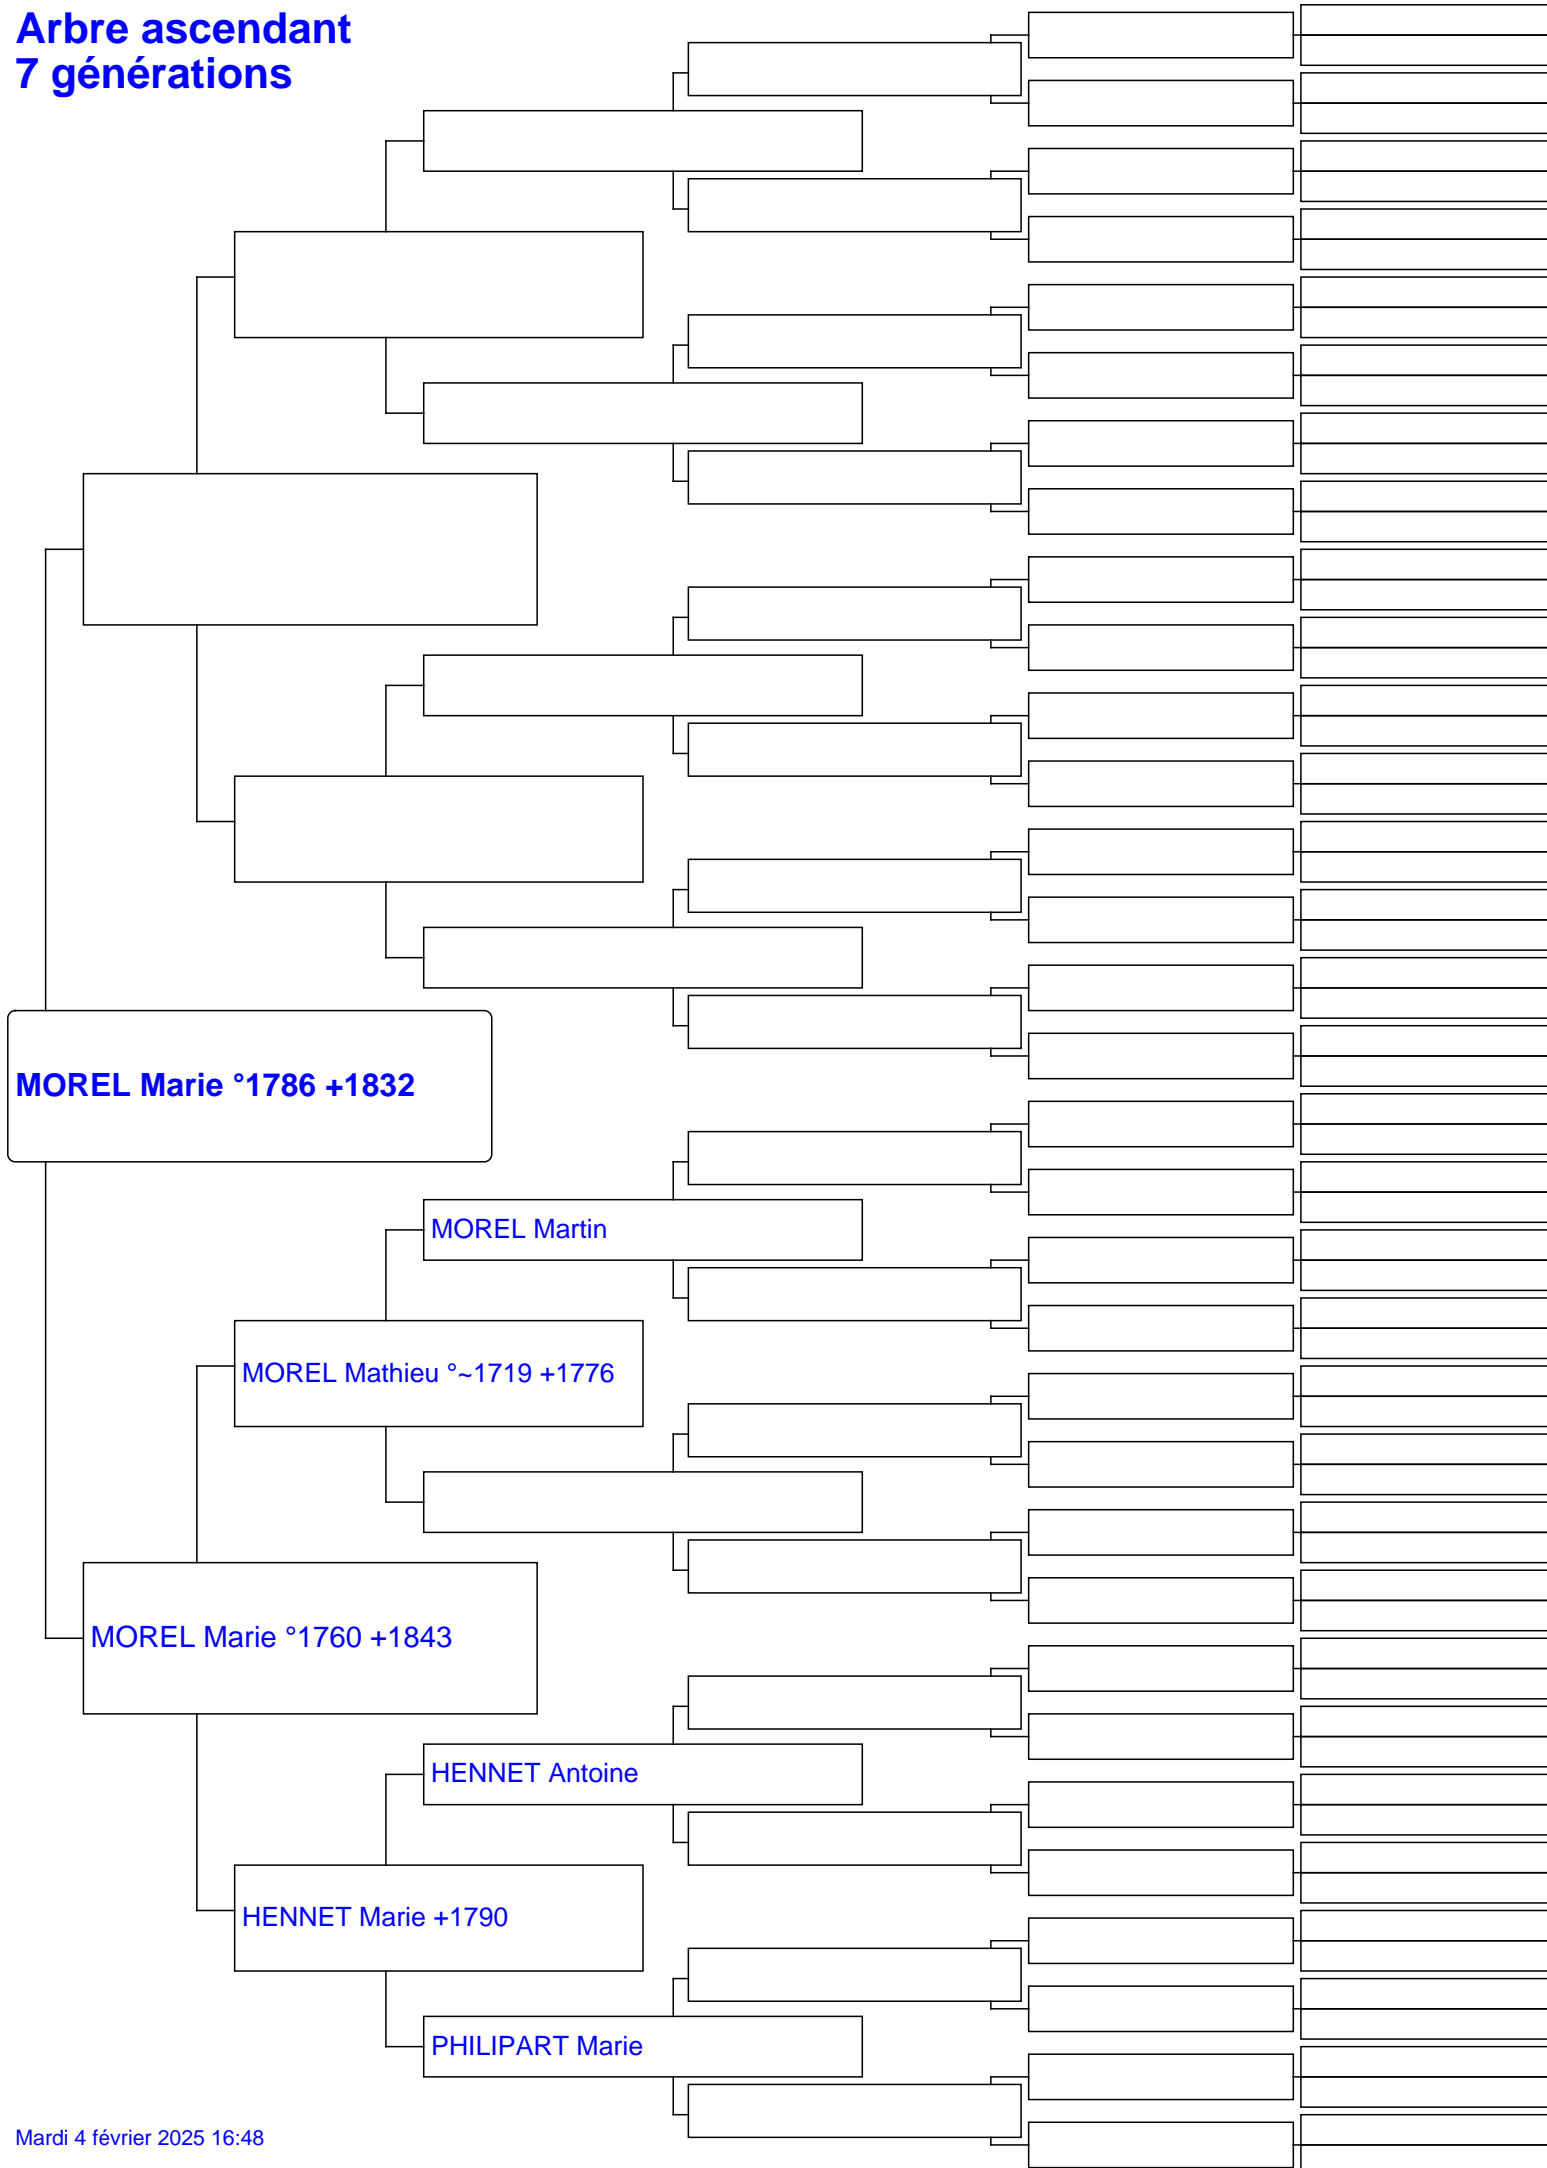 Arbre ascendant
7 générations
MOREL Marie °1786 +1832
MOREL Martin
MOREL Mathieu °~1719 +1776
MOREL Marie °1760 +1843
HENNET Antoine
HENNET Marie +1790
PHILIPART Marie
Mardi 4 février 2025 16:48